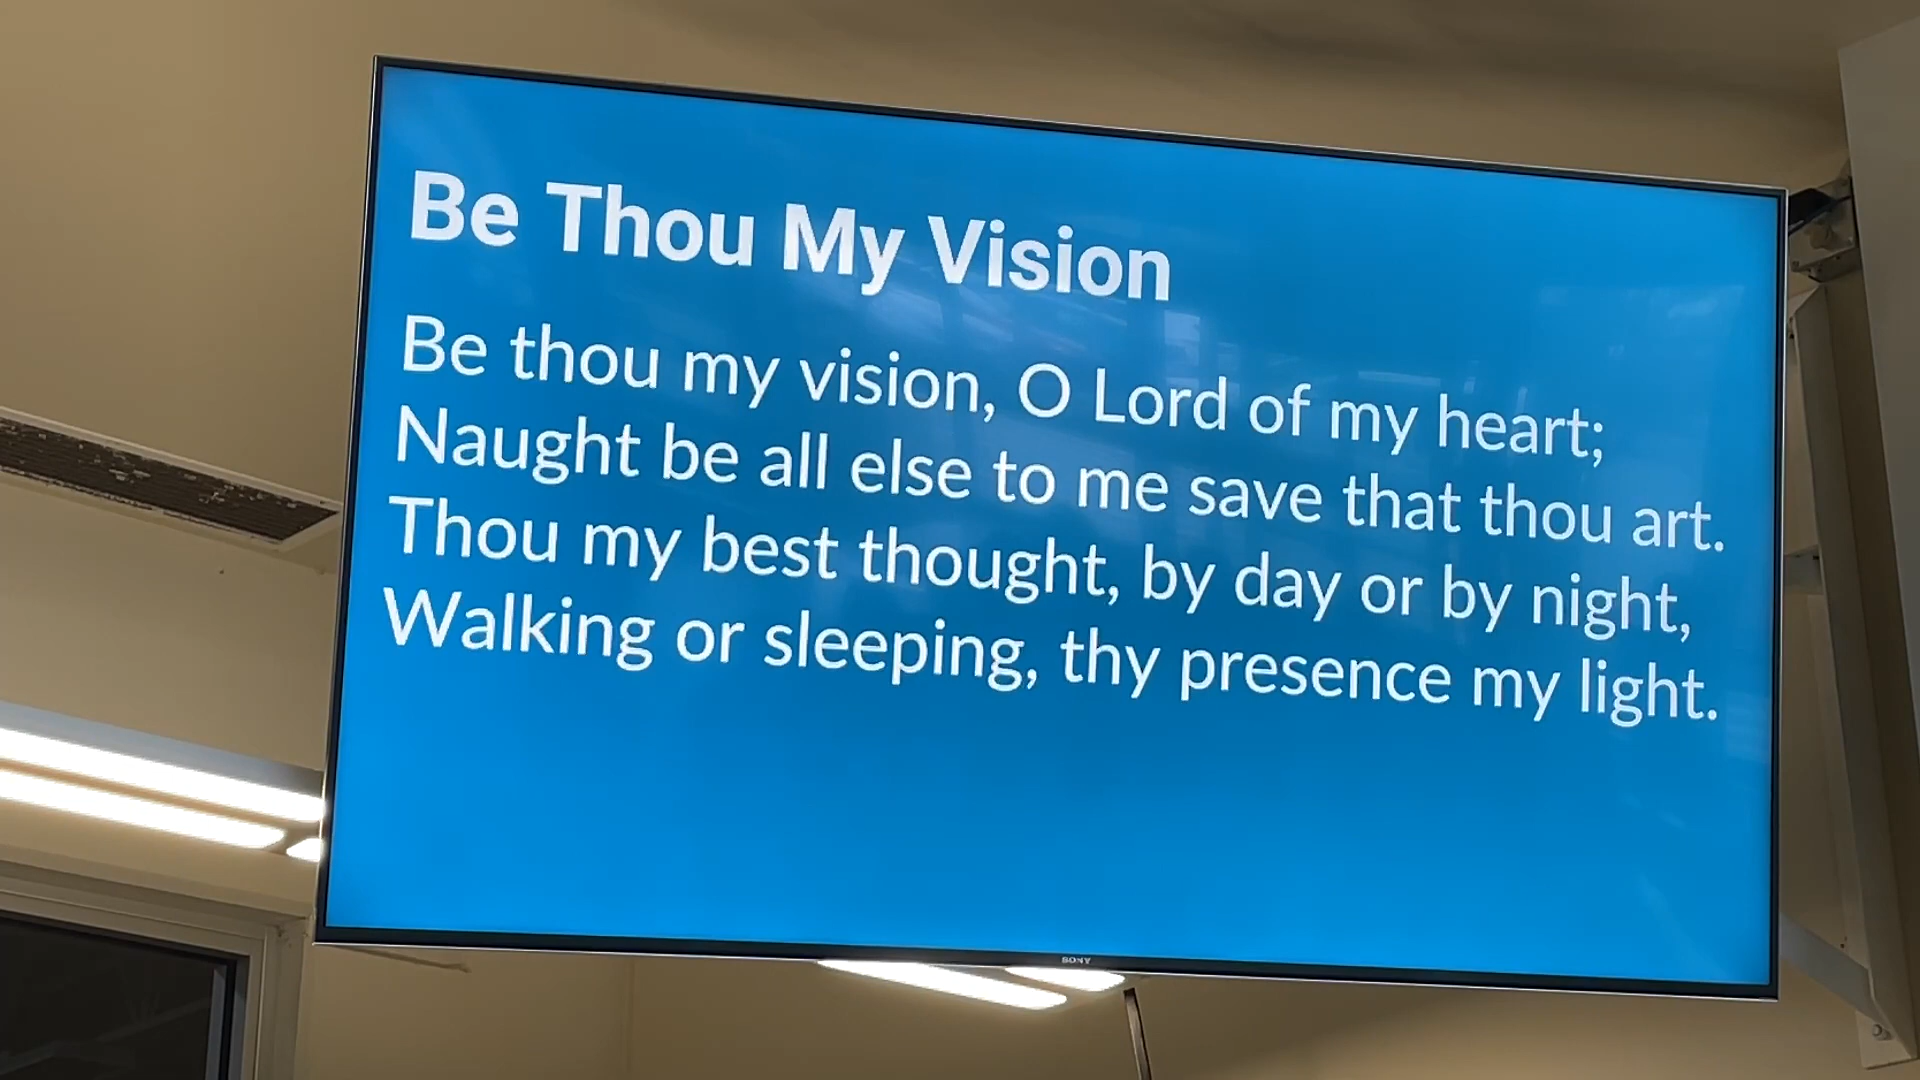 Be Thou My Vision
Be thou my vision, O Lord of my heart;
Naught be all else to me save that thou art.
Thou my best thought, by day or by night,
Walking or sleeping, thy presence my light.
SONY